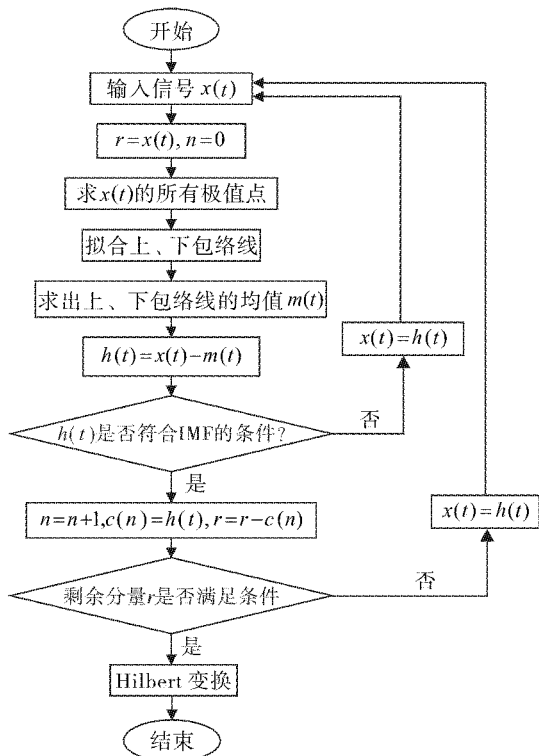 开始
输入信号 x(t)
r=x(t), n=0
求x(t)的所有极值点
拟合上、下包络线
求出上、下包络线的均值m(t)
h(t)=x(t)-m(t)
x(t)=h(t)
h(t)是否符合IMF的条件?
否
是
n=n+1,c(n)=h(t),r=r-c(n)
x(t)=h(t)
剩余分量r是否满足条件
否
是
Hilbert 变换
结束